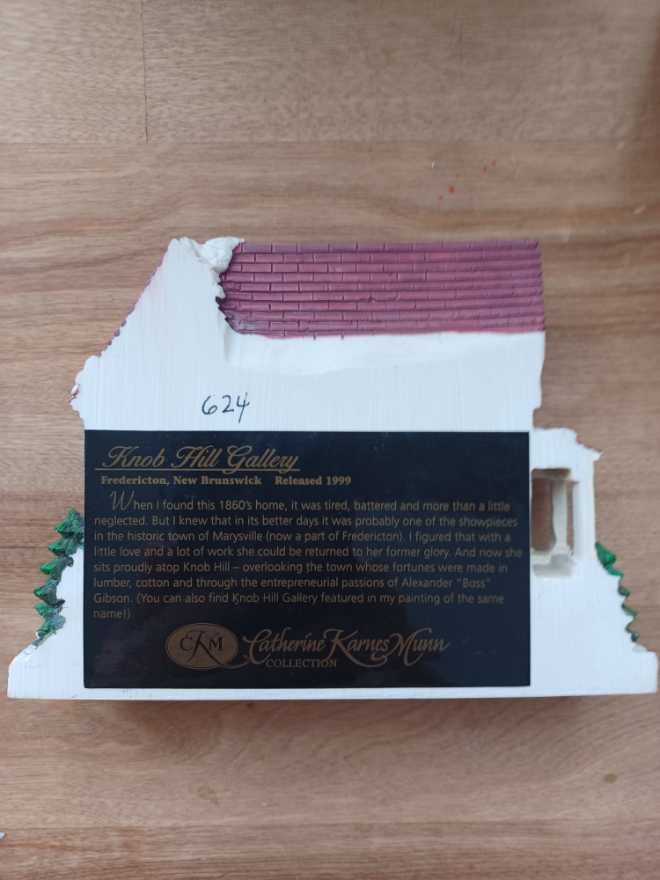 624
Knob Hill Gallery
Fredericton, New Brunswick Released 1999
When I found this 1860's home, it was tired, battered and more than a little
neglected. But I knew that in its better days it was probably one of the showpieces
in the historic town of Marysville (now a part of Fredericton). I figured that with a
little love and a lot of work she could be returned to her former glory. And now she
sits proudly atop Knob Hill – overlooking the town whose fortunes were made in
lumber, cotton and through the entrepreneurial passions of Alexander "Boss"
Gibson. (You can also find Knob Hill Gallery featured in my painting of the same
name!)
CKM Catherine Karnes Munn
COLLECTION